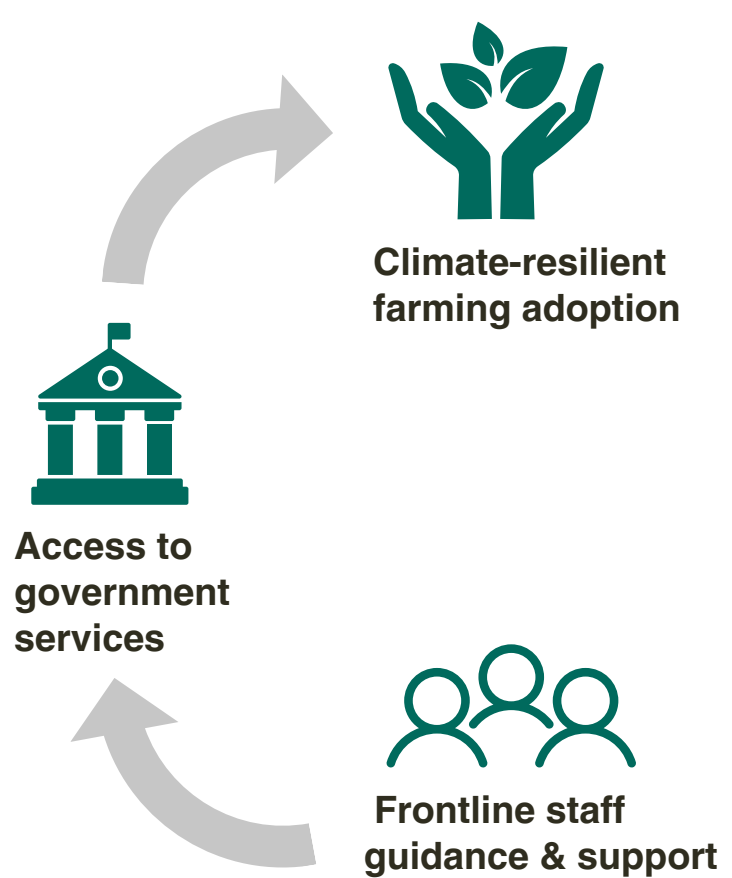 Climate-resilient
farming adoption
Access to
government
services
Frontline staff
guidance & support